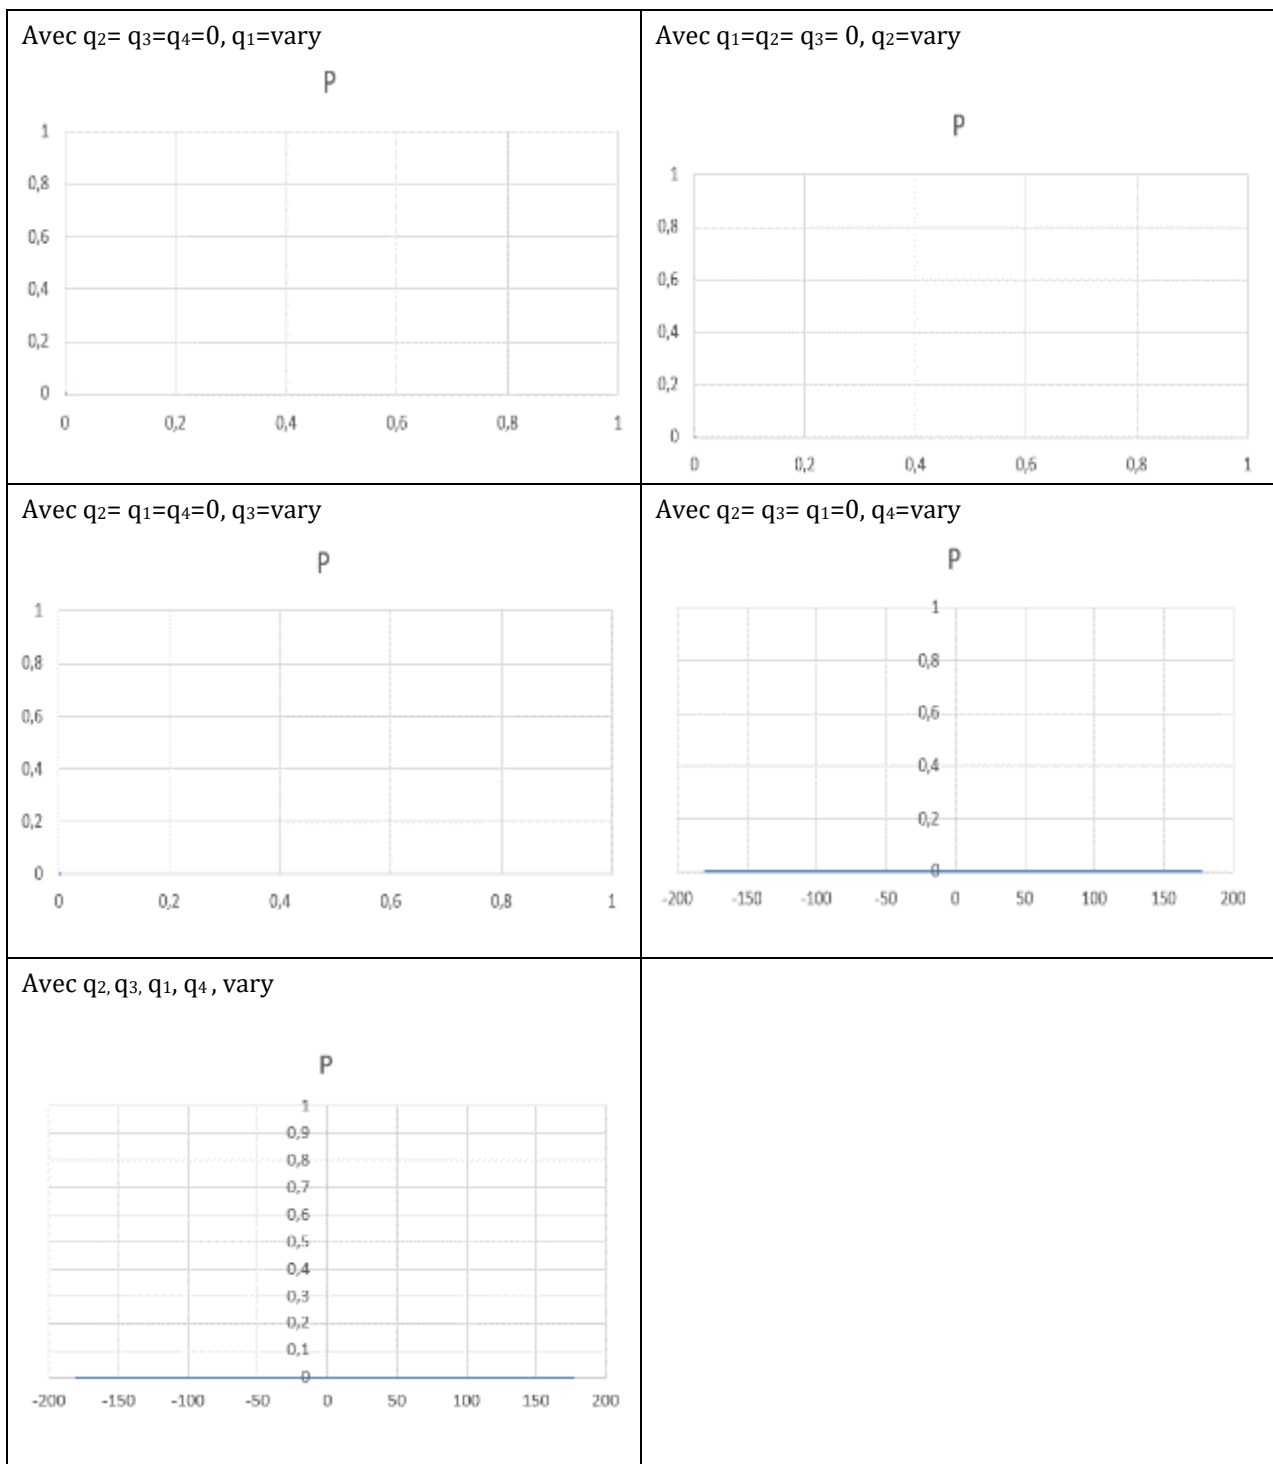 Avec q2= q3=q4=0, q1=vary
P
1
0,8
0,6
0,4
0,2
0
0 0,2 0,4 0,6 0,8 1
Avec q1=q2= q3= 0, q2=vary
P
1
0,8
0,6
0,4
0,2
0
0 0,2 0,4 0,6 0,8 1
Avec q2= q1=q4=0, q3=vary
P
1
0,8
0,6
0,4
0,2
0
0 0,2 0,4 0,6 0,8 1
Avec q2= q3= q1=0, q4=vary
P
1
0,8
0,6
0,4
0,2
0
-200 -150 -100 -50 0 50 100 150 200
Avec q2, q3, q1, q4 , vary
P
1
0,9
0,8
0,7
0,6
0,5
0,4
0,3
0,2
0,1
0
-200 -150 -100 -50 0 50 100 150 200